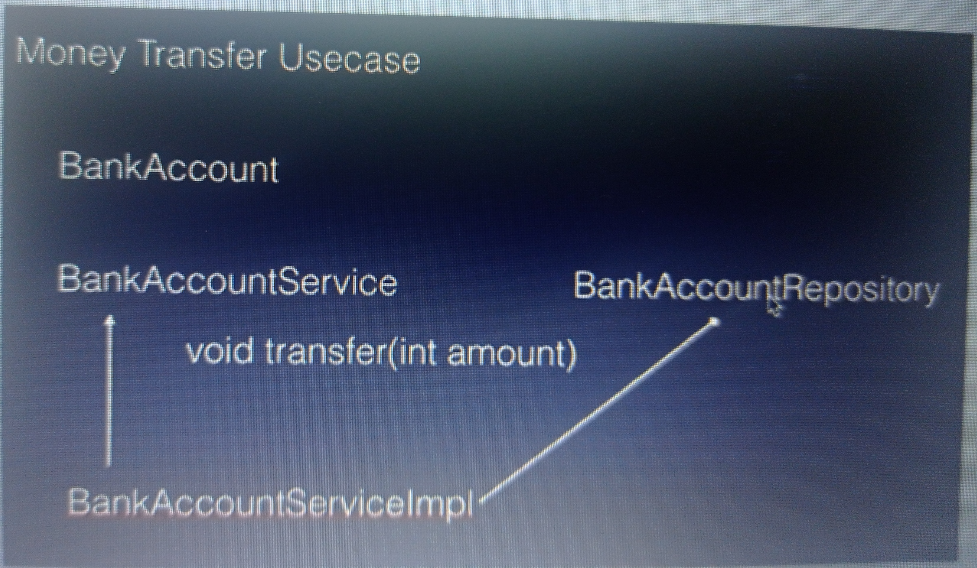 Money Transfer Usecase
BankAccount
BankAccountService
BankAccountRepository
void transfer(int amount)
BankAccountServiceImpl